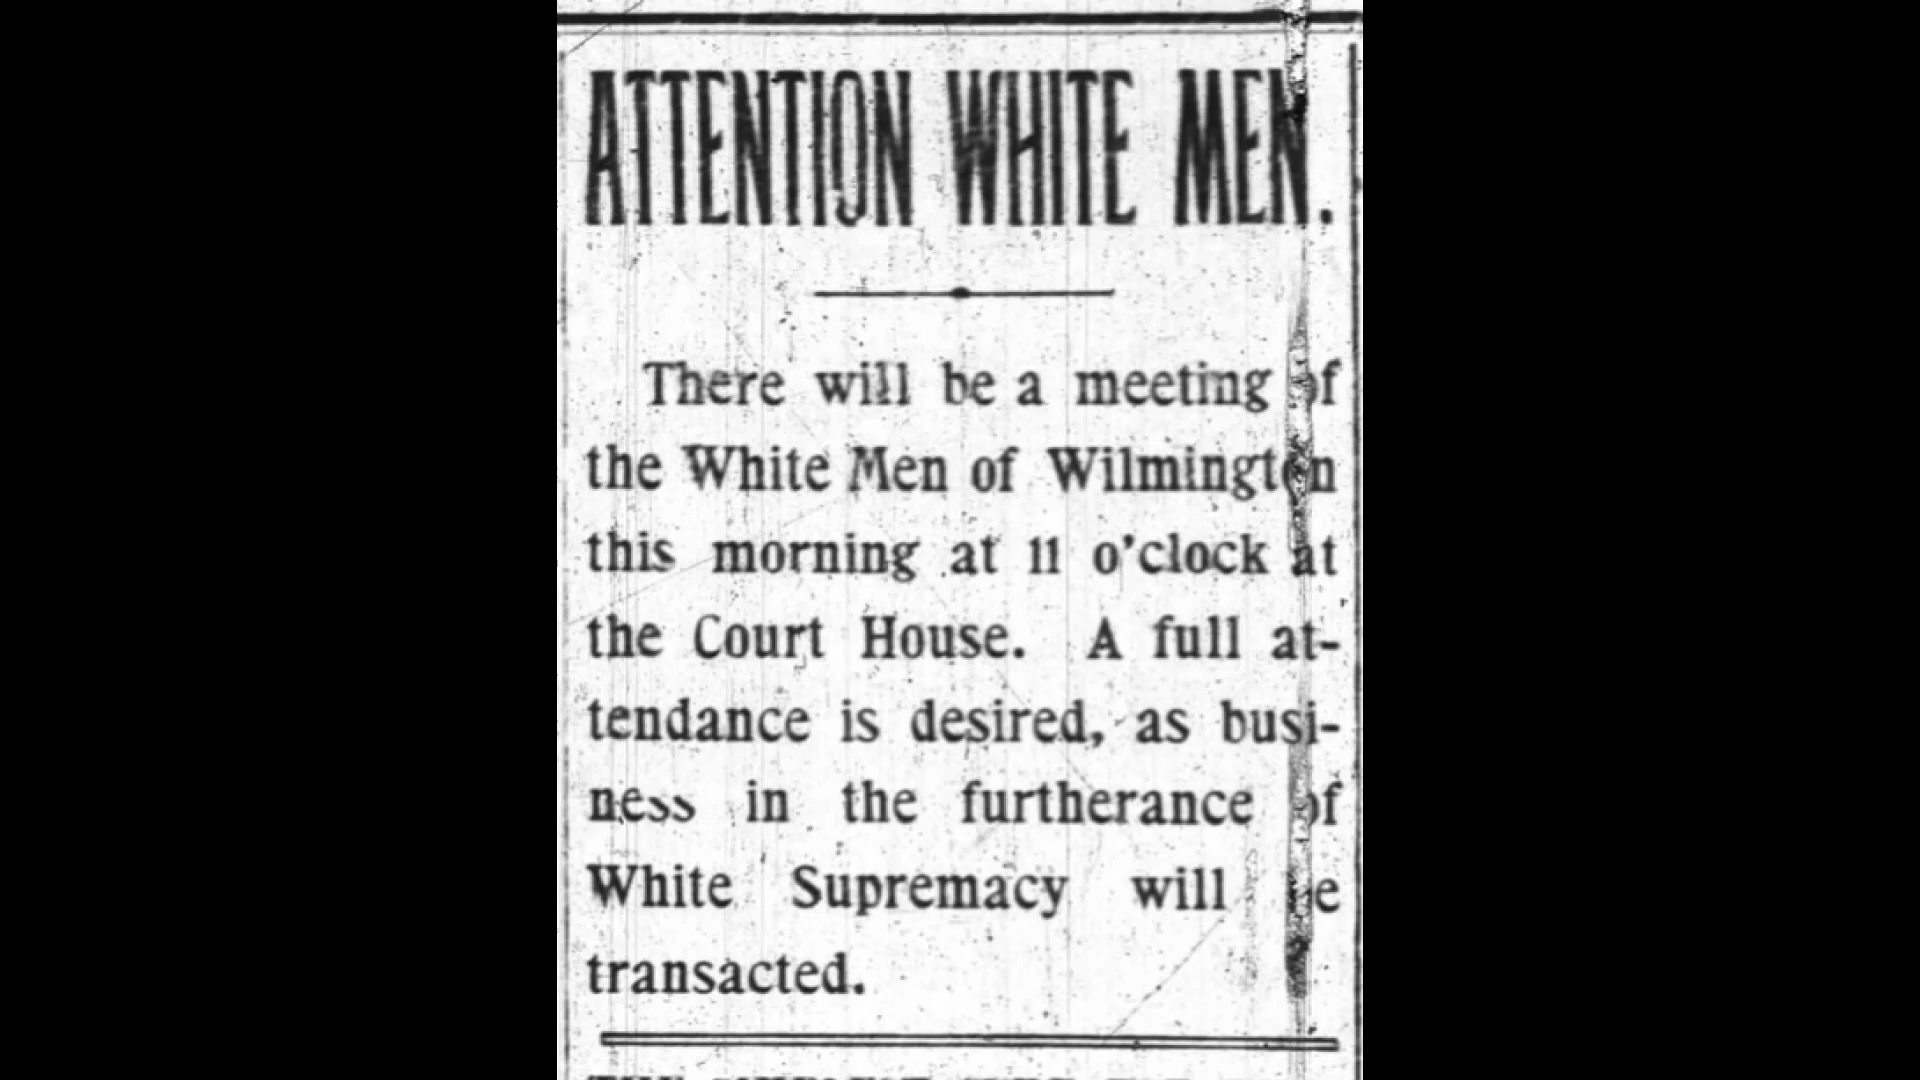 ATTENTION WHITE MEN.
There will be a meeting of
the White Men of Wilmington
this morning at 11 o'clock at
the Court House. A full at-
tendance is desired, as busi-
ness in the furtherance of
White Supremacy will be
transacted.